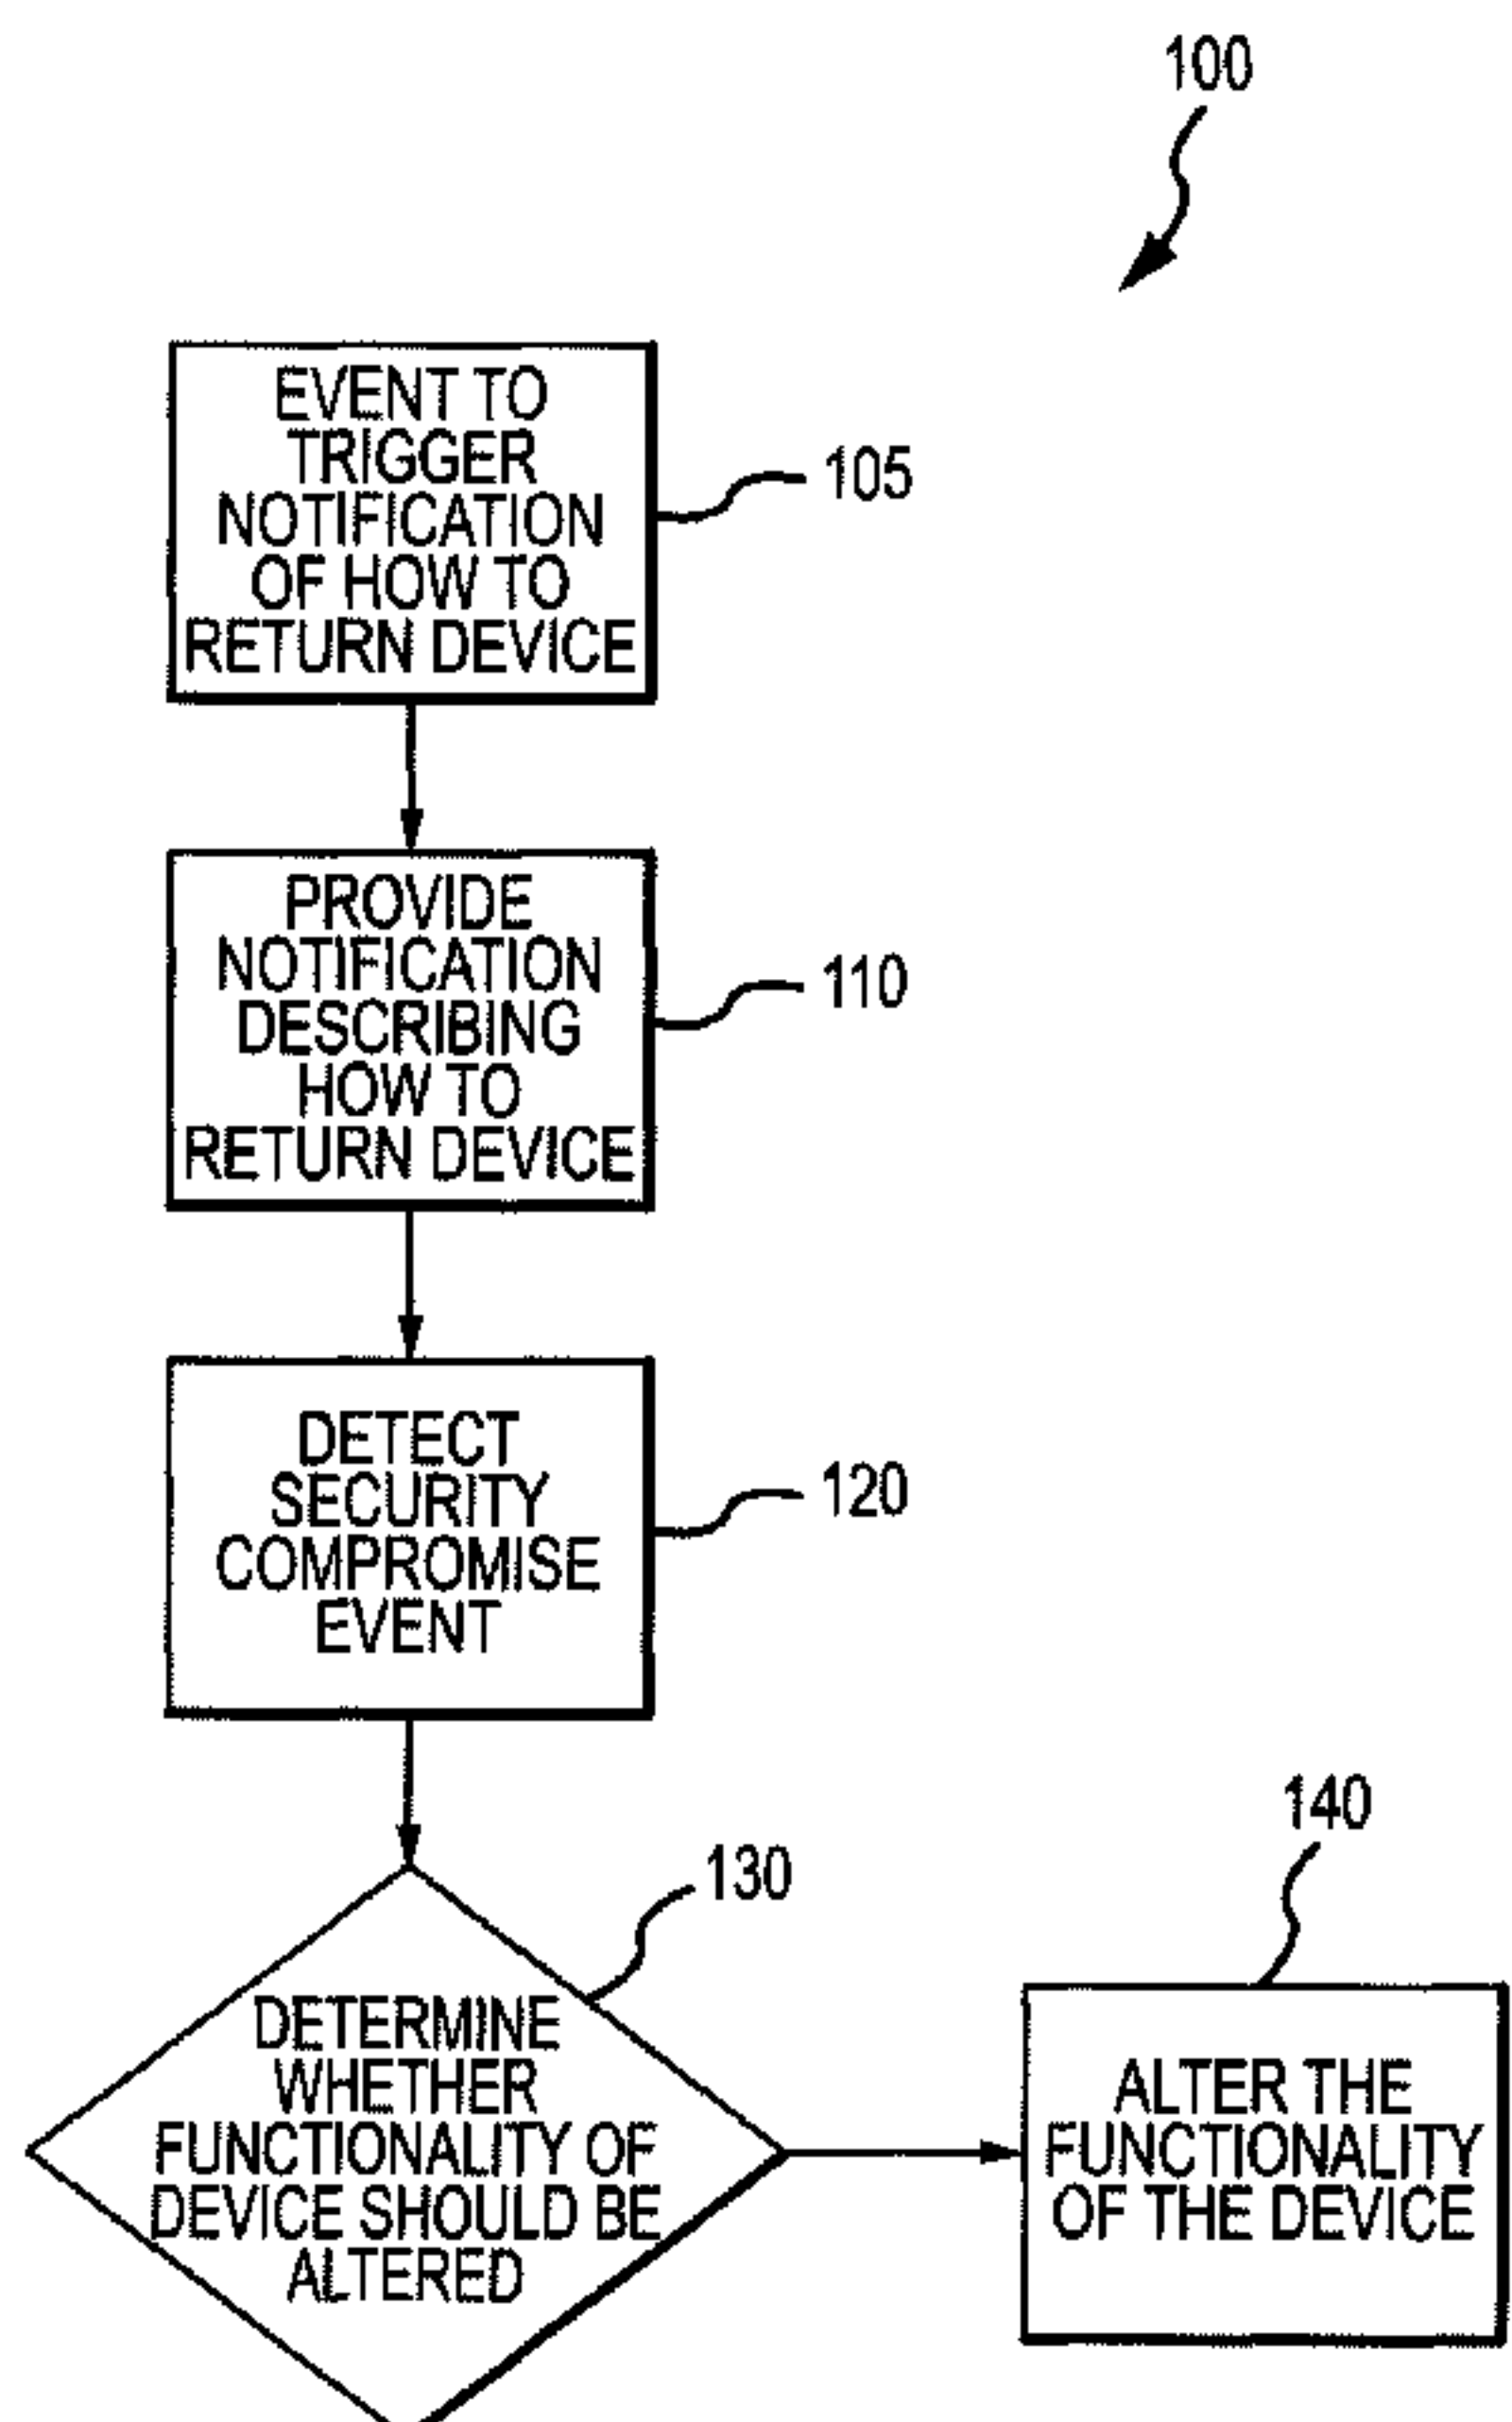 100
EVENT TO
TRIGGER
NOTIFICATION
OF HOW TO
RETURN DEVICE
105
PROVIDE
NOTIFICATION
DESCRIBING
HOW TO
RETURN DEVICE
110
DETECT
SECURITY
COMPROMISE
EVENT
120
130
DETERMINE
WHETHER
FUNCTIONALITY OF
DEVICE SHOULD BE
ALTERED
140
ALTER THE
FUNCTIONALITY
OF THE DEVICE